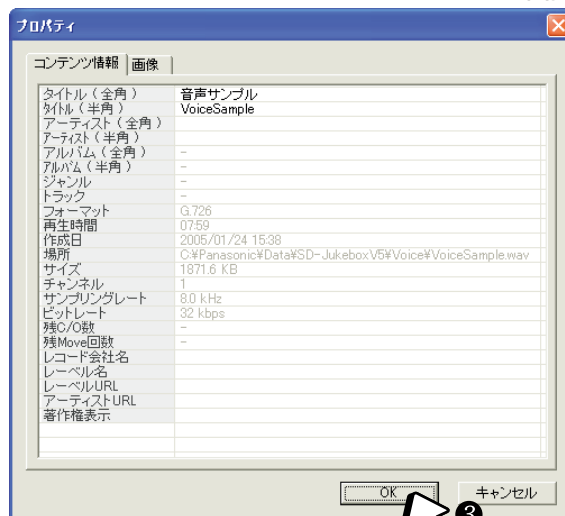 プロパティ
コンテンツ情報 画像
タイトル（全角） 音声サンプル
ﾀｲﾄﾙ（半角） VoiceSample
アーティスト（全角）
ｱｰﾃｨｽﾄ（半角）
アルバム（全角） -
ｱﾙﾊﾞﾑ（半角） -
ジャンル -
トラック -
フォーマット G.726
再生時間 07:59
作成日 2005/01/24 15:38
場所 C:¥Panasonic¥Data¥SD-JukeboxV5¥Voice¥VoiceSample.wav
サイズ 1871.6 KB
チャンネル 1
サンプリングレート 8.0 kHz
ビットレート 32 kbps
残C/O数 -
残Move回数 -
レコード会社名
レーベル名
レーベルURL
アーティストURL
著作権表示
OK キャンセル
❸